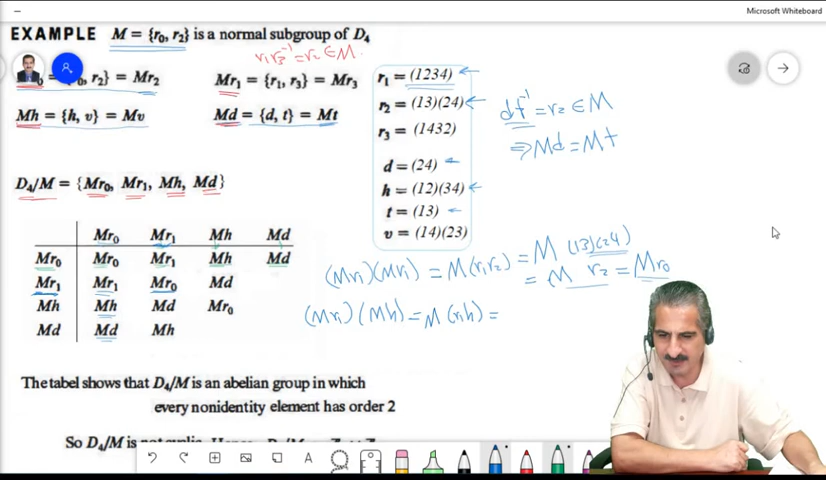 Microsoft Whiteboard
EXAMPLE M = {r₀, r₂} is a normal subgroup of D₄
r₁r₃⁻¹ = r₂ ∈ M.
r₂} = Mr₂
Mr₁ = {r₁, r₃} = Mr₃
Mh = {h, v} = Mv
Md = {d, t} = Mt
r₁ = (1234)
r₂ = (13)(24)
r₃ = (1432)
d = (24)
h = (12)(34)
t = (13)
v = (14)(23)
dt⁻¹ = r₂ ∈ M
⇒ Md = Mt
D₄/M = {Mr₀, Mr₁, Mh, Md}
Mr₀ Mr₁ Mh Md
Mr₀ Mr₀ Mr₁ Mh Md
Mr₁ Mr₁ Mr₀ Md
Mh Mh Md Mr₀
Md Md Mh
(Mr₁)(Mr₁) = M(r₁r₂) = M (13)(24)
= M r₂ = Mr₀
(Mr₁)(Mh) = M(r₁h) =
The tabel shows that D₄/M is an abelian group in which
every nonidentity element has order 2
So D₄/M is